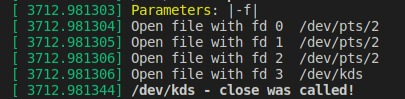 [ 3712.981303] Parameters: |-f|
[ 3712.981304] Open file with fd 0  /dev/pts/2
[ 3712.981305] Open file with fd 1  /dev/pts/2
[ 3712.981306] Open file with fd 2  /dev/pts/2
[ 3712.981306] Open file with fd 3  /dev/kds
[ 3712.981344] /dev/kds - close was called!